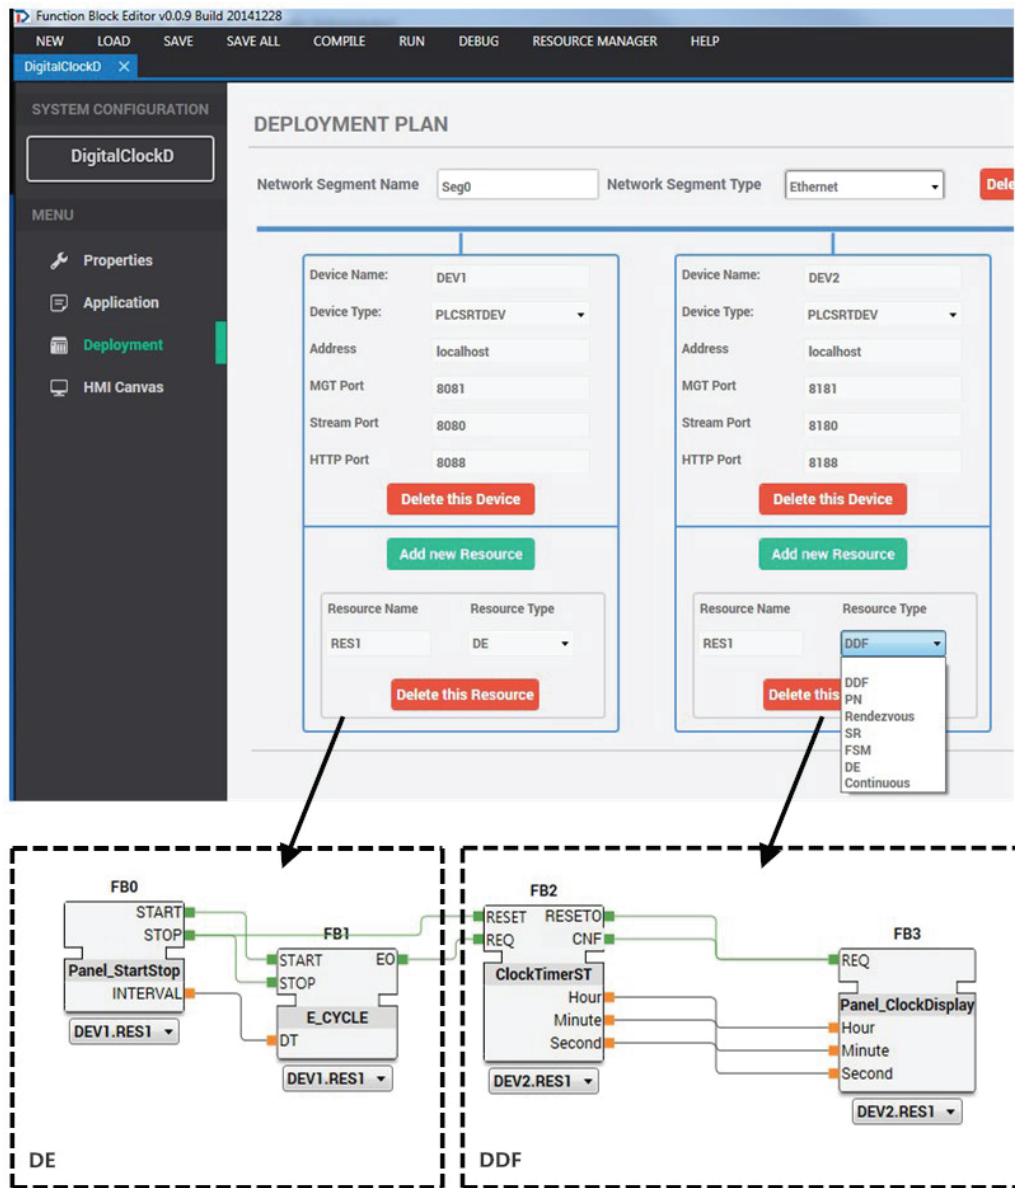 Function Block Editor v0.0.9 Build 20141228
NEW LOAD SAVE SAVE ALL COMPILE RUN DEBUG RESOURCE MANAGER HELP
DigitalClockD X
SYSTEM CONFIGURATION
DigitalClockD
MENU
Properties
Application
Deployment
HMI Canvas
DEPLOYMENT PLAN
Network Segment Name Seg0 Network Segment Type Ethernet Dele
Device Name: DEV1
Device Type: PLCSRTDEV
Address localhost
MGT Port 8081
Stream Port 8080
HTTP Port 8088
Delete this Device
Add new Resource
Resource Name Resource Type
RES1 DE
Delete this Resource
Device Name: DEV2
Device Type: PLCSRTDEV
Address localhost
MGT Port 8181
Stream Port 8180
HTTP Port 8188
Delete this Device
Add new Resource
Resource Name Resource Type
RES1 DDF
Delete this
DDF
PN
Rendezvous
SR
FSM
DE
Continuous
FB0
START
STOP
Panel_StartStop
INTERVAL
DEV1.RES1
FB1
START EO
STOP
E_CYCLE
DT
DEV1.RES1
DE
FB2
RESET RESETO
REQ CNF
ClockTimerST
Hour
Minute
Second
DEV2.RES1
FB3
REQ
Panel_ClockDisplay
Hour
Minute
Second
DEV2.RES1
DDF